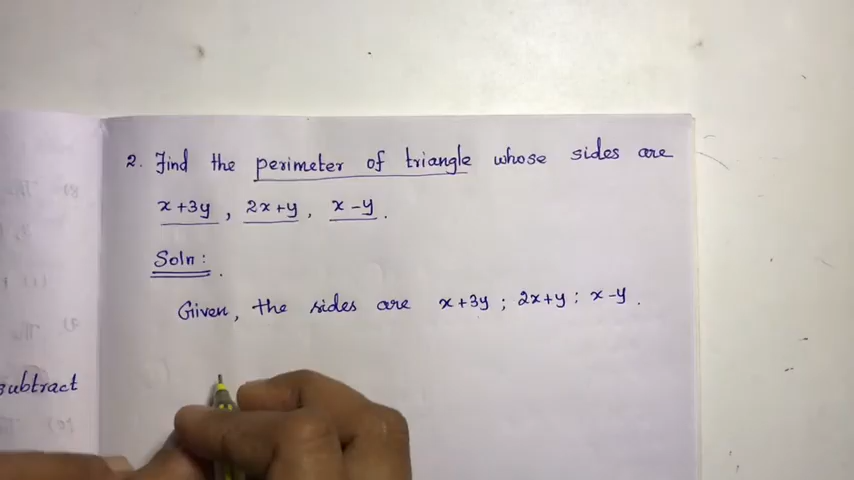 2. Find the perimeter of triangle whose sides are
x+3y, 2x+y, x-y.
Soln:.
Given, the sides are x+3y; 2x+y; x-y.
subtract